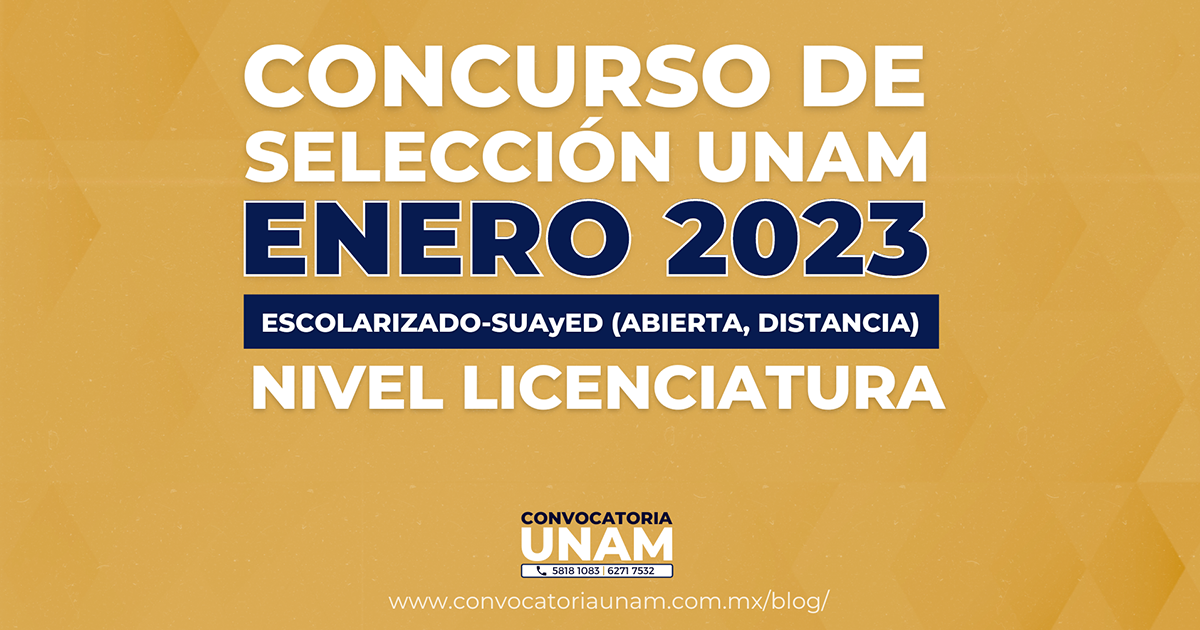 CONCURSO DE
SELECCIÓN UNAM
ENERO 2023
ESCOLARIZADO-SUAyED (ABIERTA, DISTANCIA)
NIVEL LICENCIATURA
CONVOCATORIA
UNAM
5818 1083 | 6271 7532
www.convocatoriaunam.com.mx/blog/